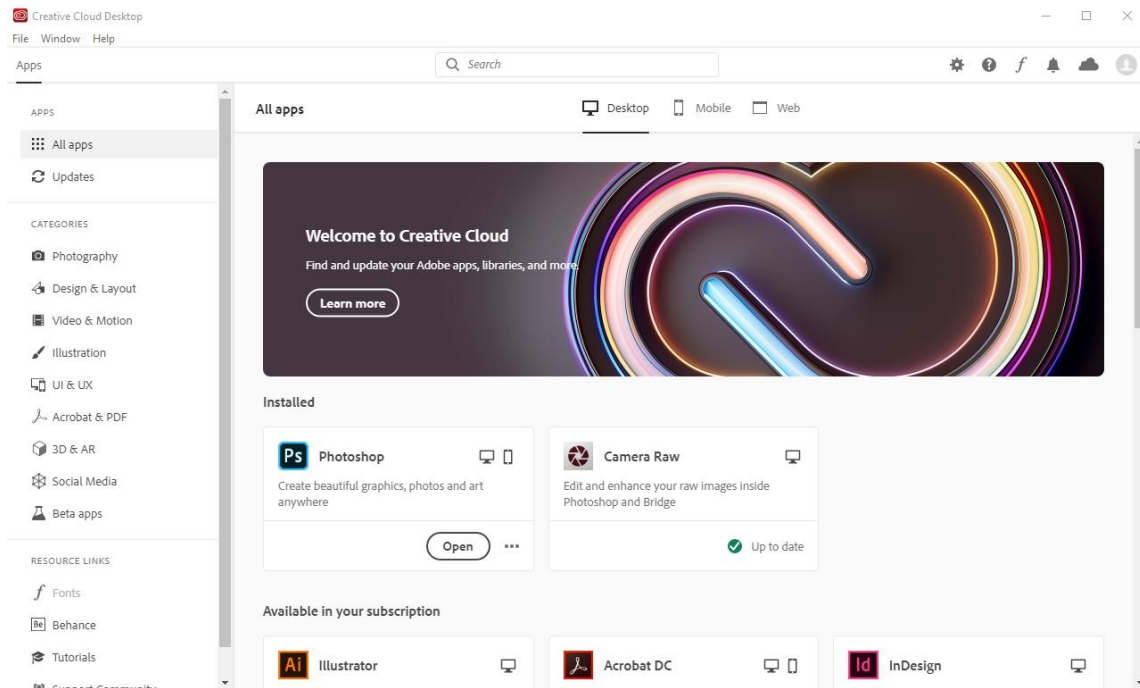 Creative Cloud Desktop
File Window Help
Apps
Search
APPS
All apps
Updates
CATEGORIES
Photography
Design & Layout
Video & Motion
Illustration
UI & UX
Acrobat & PDF
3D & AR
Social Media
Beta apps
RESOURCE LINKS
Fonts
Be Behance
Tutorials
Support Community
All apps
Desktop Mobile Web
Welcome to Creative Cloud
Find and update your Adobe apps, libraries, and more.
Learn more
Installed
Ps Photoshop
Create beautiful graphics, photos and art
anywhere
Open
Camera Raw
Edit and enhance your raw images inside
Photoshop and Bridge
Up to date
Available in your subscription
Ai Illustrator
Acrobat DC
Id InDesign